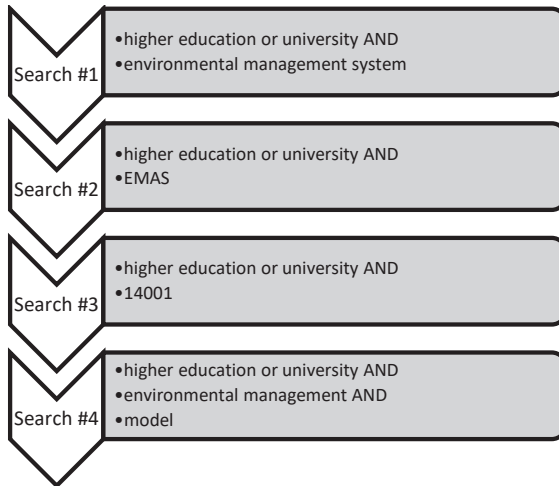 Search #1
•higher education or university AND
•environmental management system
Search #2
•higher education or university AND
•EMAS
Search #3
•higher education or university AND
•14001
Search #4
•higher education or university AND
•environmental management AND
•model